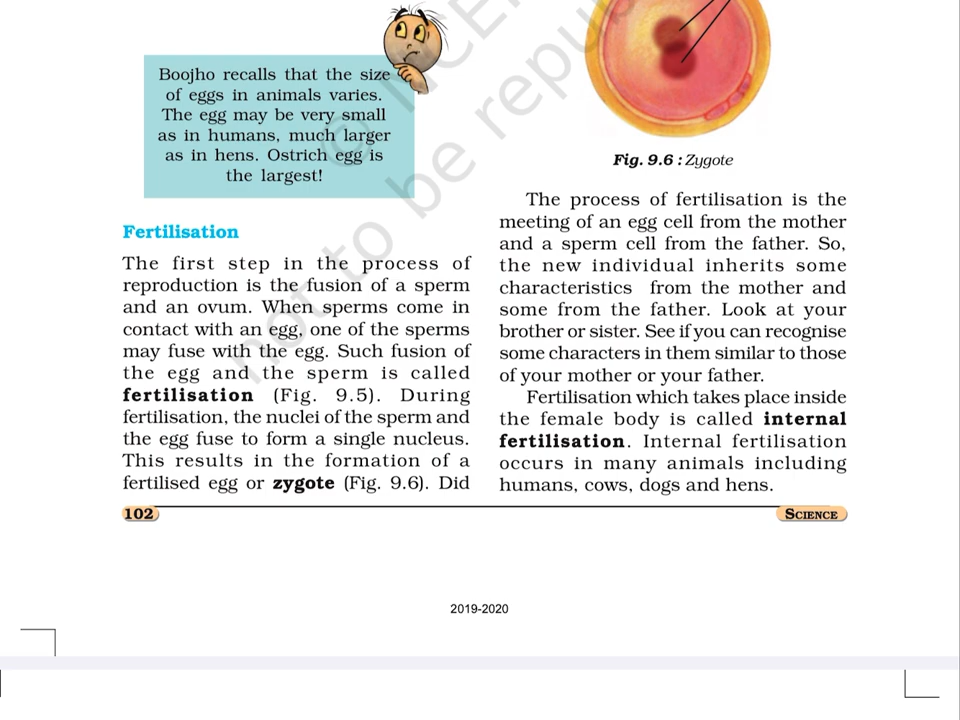 Boojho recalls that the size
of eggs in animals varies.
The egg may be very small
as in humans, much larger
as in hens. Ostrich egg is
the largest!
Fertilisation
The first step in the process of
reproduction is the fusion of a sperm
and an ovum. When sperms come in
contact with an egg, one of the sperms
may fuse with the egg. Such fusion of
the egg and the sperm is called
fertilisation (Fig. 9.5). During
fertilisation, the nuclei of the sperm and
the egg fuse to form a single nucleus.
This results in the formation of a
fertilised egg or zygote (Fig. 9.6). Did
Fig. 9.6 : Zygote
The process of fertilisation is the
meeting of an egg cell from the mother
and a sperm cell from the father. So,
the new individual inherits some
characteristics from the mother and
some from the father. Look at your
brother or sister. See if you can recognise
some characters in them similar to those
of your mother or your father.
Fertilisation which takes place inside
the female body is called internal
fertilisation. Internal fertilisation
occurs in many animals including
humans, cows, dogs and hens.
102
SCIENCE
2019-2020
not to be